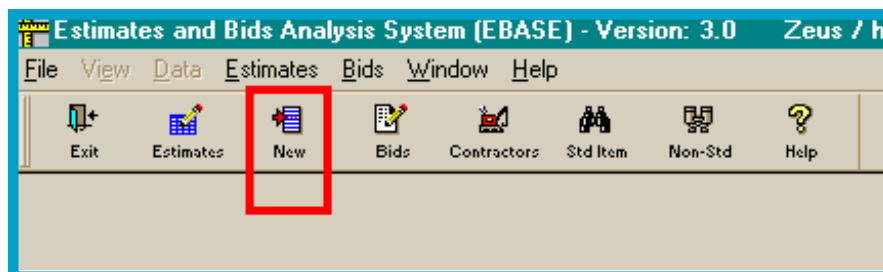 Estimates and Bids Analysis System (EBASE) - Version: 3.0 Zeus / h
File View Data Estimates Bids Window Help
Exit Estimates New Bids Contractors Std Item Non-Std Help